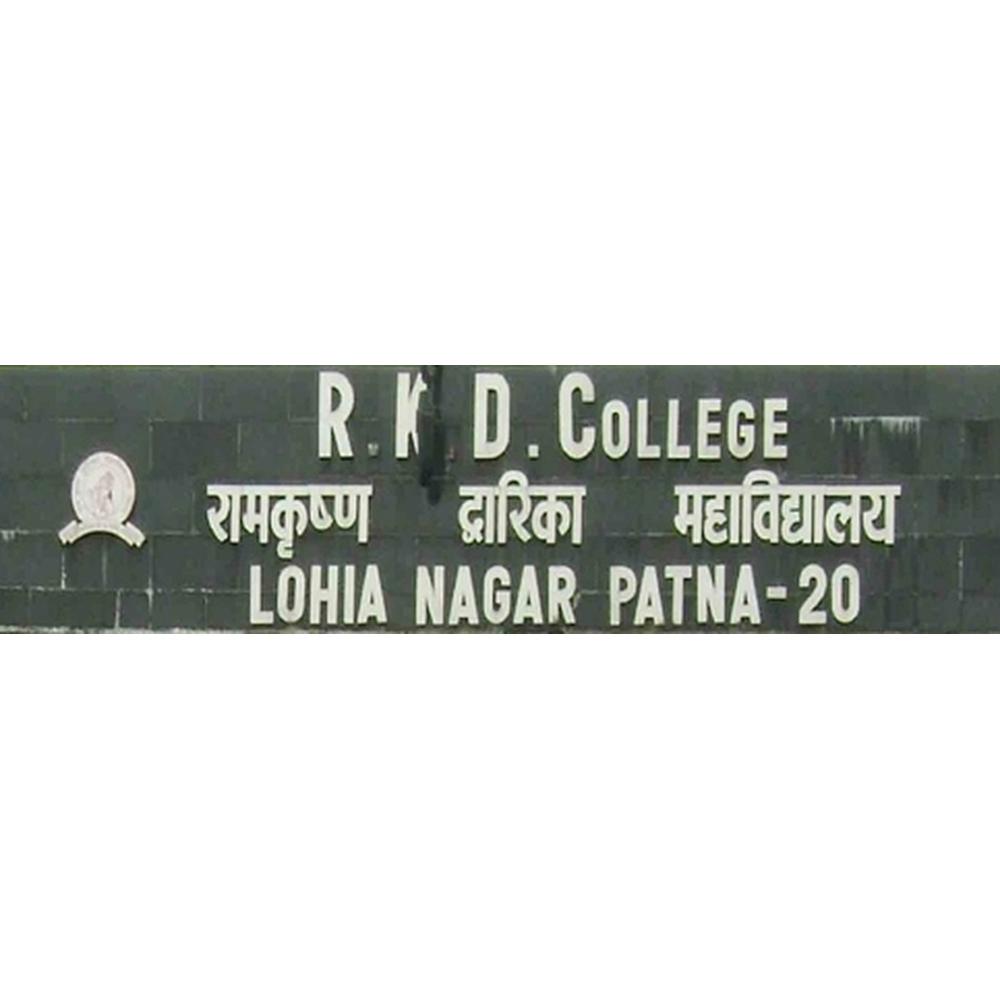 R.K.D.COLLEGE
रामकृष्ण द्वारिका महाविद्यालय
LOHIA NAGAR PATNA-20